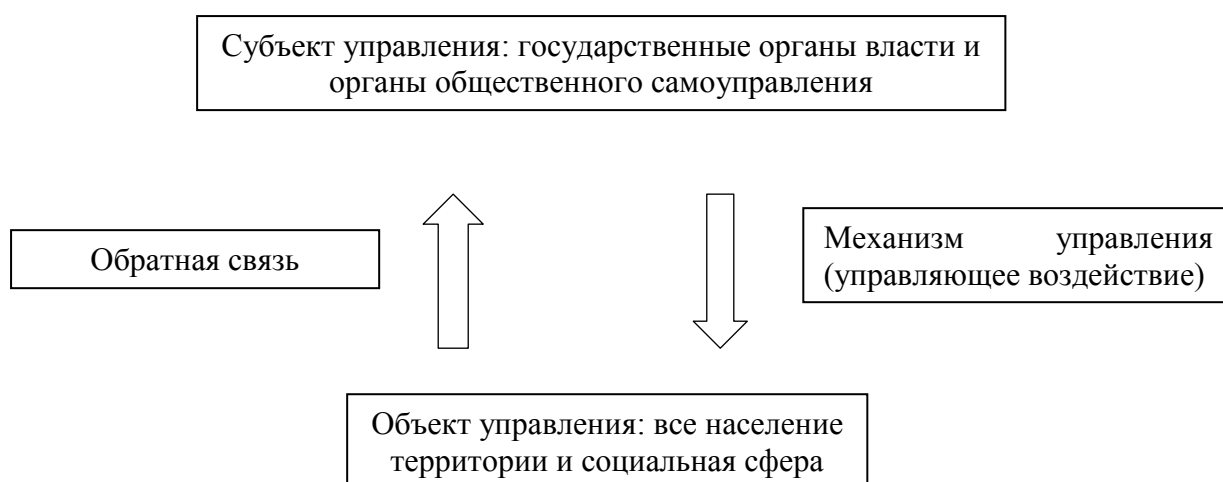 Субъект управления: государственные органы власти и
органы общественного самоуправления
Обратная связь
Механизм управления
(управляющее воздействие)
Объект управления: все население
территории и социальная сфера